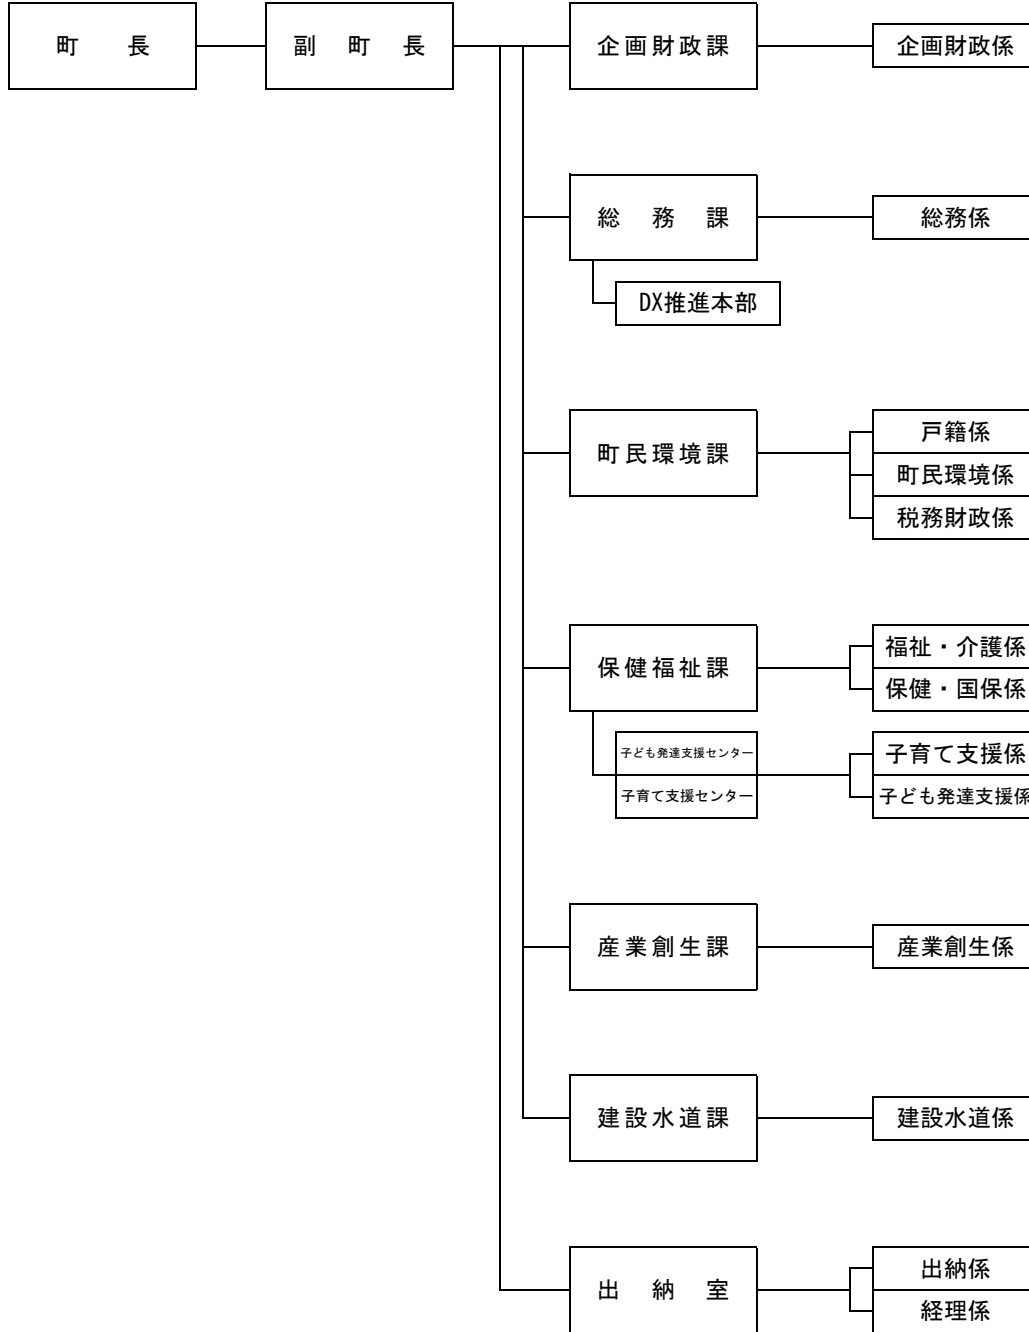 町長
副町長
企画財政課
企画財政係
総務課
総務係
DX推進本部
町民環境課
戸籍係
町民環境係
税務財政係
保健福祉課
福祉・介護係
保健・国保係
子ども発達支援センター
子育て支援センター
子育て支援係
子ども発達支援係
産業創生課
産業創生係
建設水道課
建設水道係
出納室
出納係
経理係